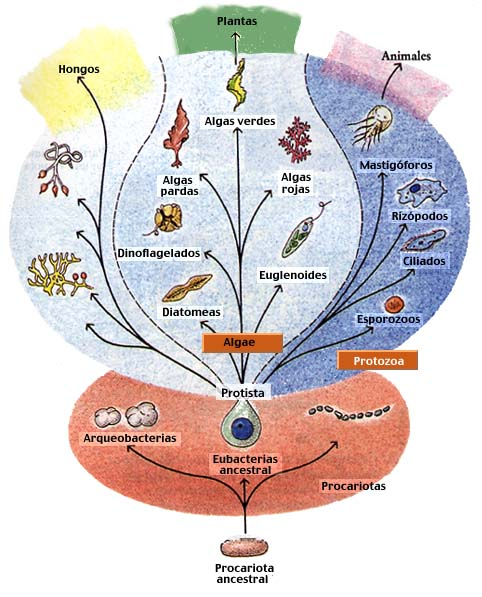 Plantas
Hongos
Animales
Algas verdes
Algas
pardas
Algas
rojas
Mastigóforos
Rizópodos
Dinoflagelados
Ciliados
Euglenoides
Diatomeas
Esporozoos
Algae
Protozoa
Protista
Arqueobacterias
Eubacterias
ancestral
Procariotas
Procariota
ancestral